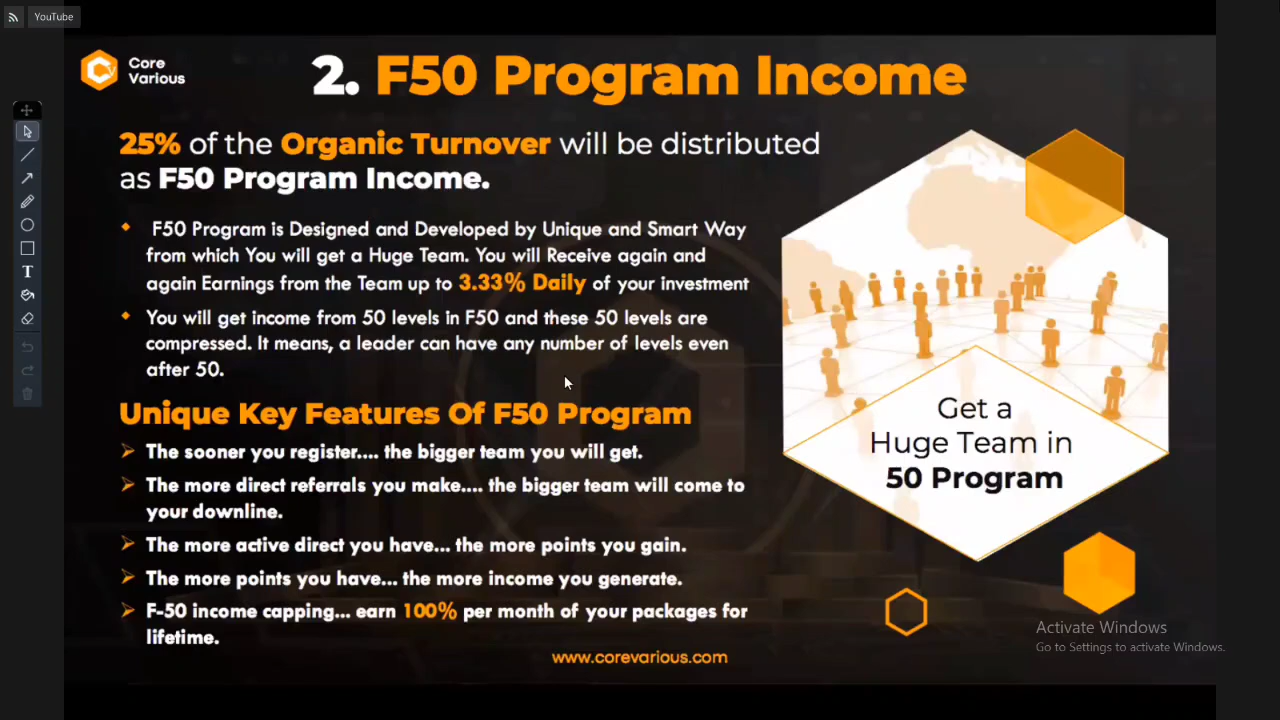 YouTube
Core
Various
2. F50 Program Income
25% of the Organic Turnover will be distributed
as F50 Program Income.
F50 Program is Designed and Developed by Unique and Smart Way
from which You will get a Huge Team. You will Receive again and
again Earnings from the Team up to 3.33% Daily of your investment
You will get income from 50 levels in F50 and these 50 levels are
compressed. It means, a leader can have any number of levels even
after 50.
Unique Key Features Of F50 Program
The sooner you register.... the bigger team you will get.
The more direct referrals you make.... the bigger team will come to
your downline.
The more active direct you have... the more points you gain.
The more points you have... the more income you generate.
F-50 income capping... earn 100% per month of your packages for
lifetime.
Get a
Huge Team in
50 Program
www.corevarious.com
Activate Windows
Go to Settings to activate Windows.
T